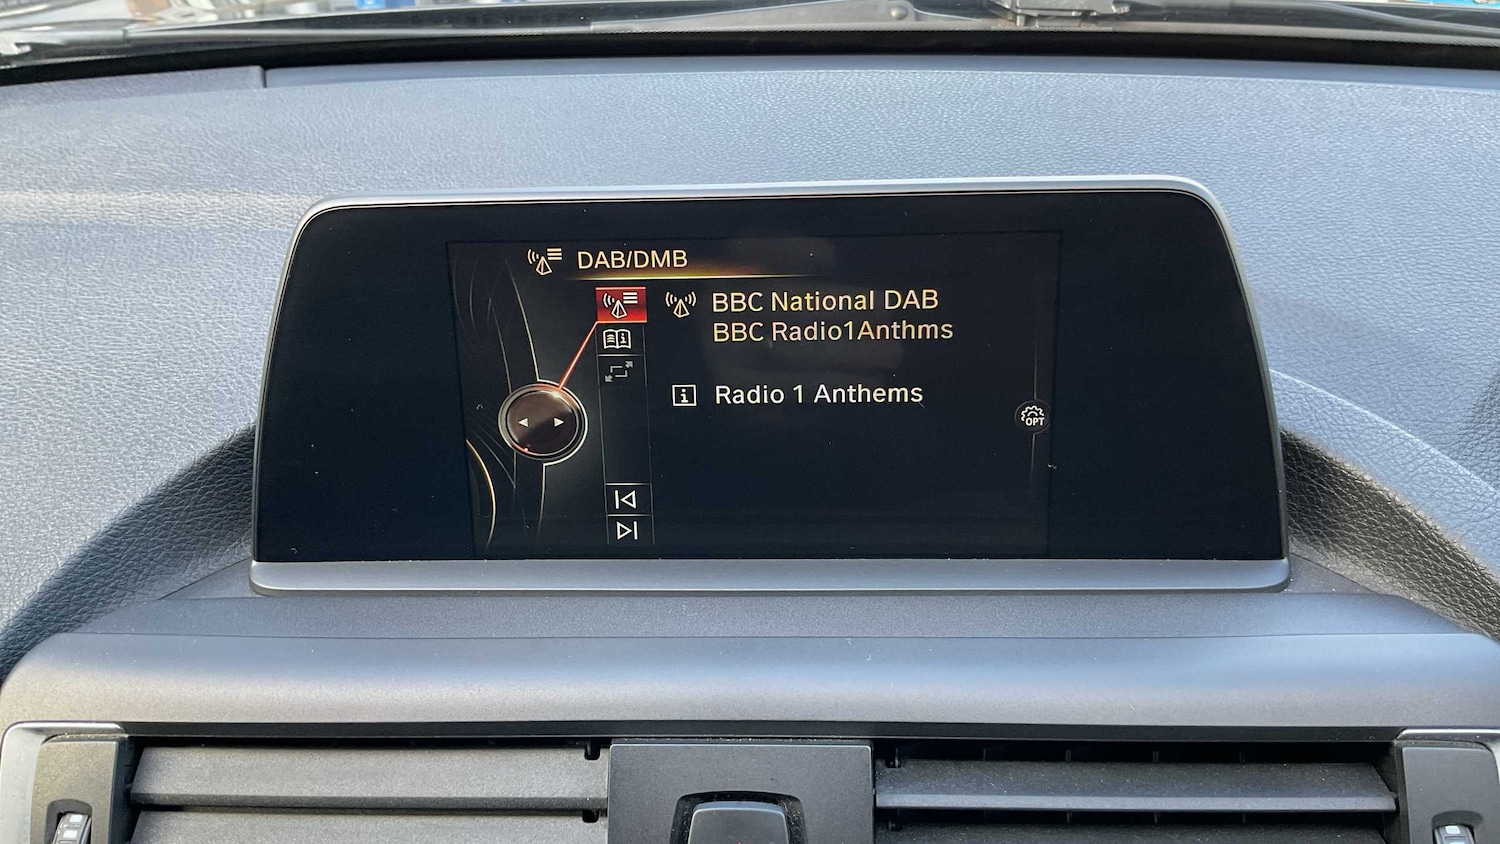 DAB/DMB
BBC National DAB
BBC Radio1Anthms
i Radio 1 Anthems
OPT